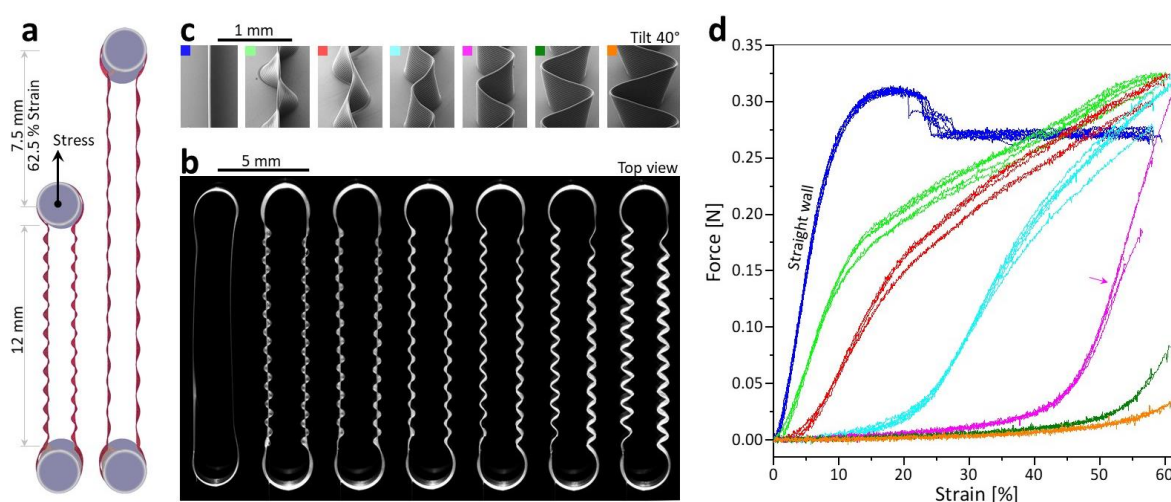 a
7.5 mm
62.5 % Strain
Stress
12 mm
c
1 mm
Tilt 40°
b
5 mm
Top view
d
Force [N]
0.35
0.30
0.25
0.20
0.15
0.10
0.05
0.00
Straight wall
0 10 20 30 40 50 60
Strain [%]